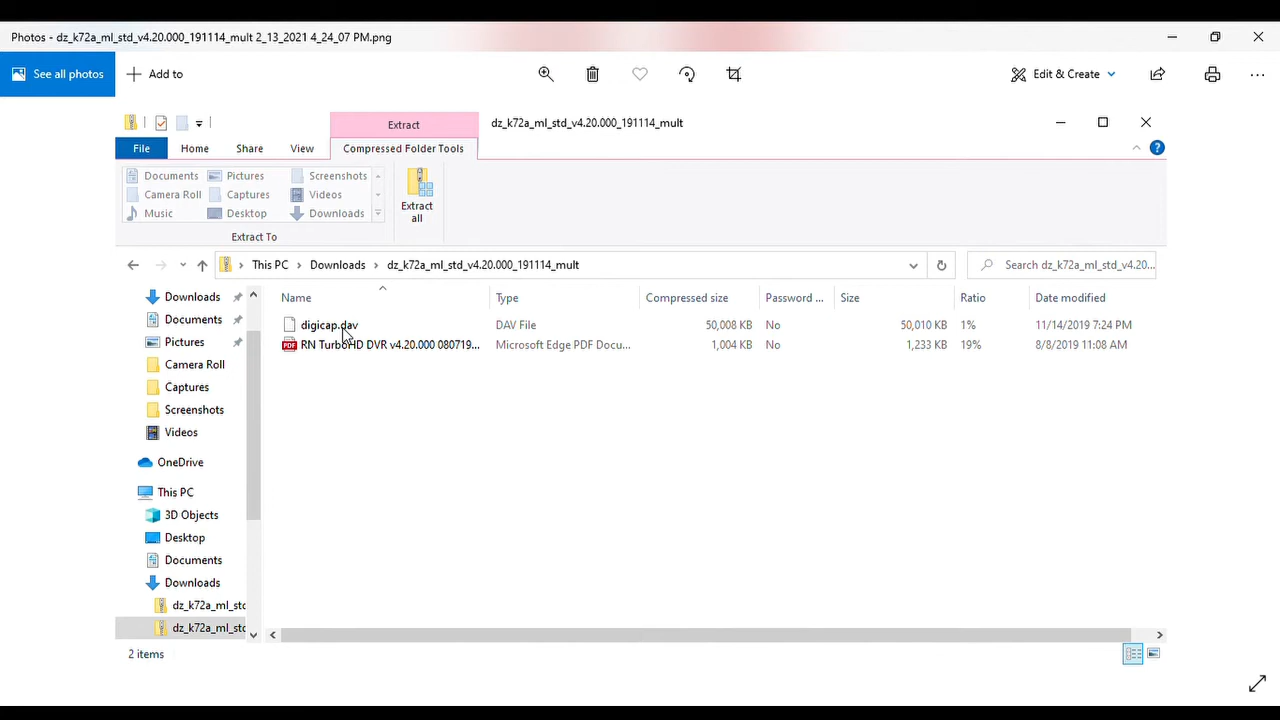 Photos - dz_k72a_ml_std_v4.20.000_191114_mult 2_13_2021 4_24_07 PM.png
See all photos Add to Edit & Create
Extract dz_k72a_ml_std_v4.20.000_191114_mult
File Home Share View Compressed Folder Tools
Documents Pictures Screenshots
Camera Roll Captures Videos
Music Desktop Downloads
Extract all
Extract To
This PC > Downloads > dz_k72a_ml_std_v4.20.000_191114_mult Search dz_k72a_ml_std_v4.20...
Downloads
Documents
Pictures
Camera Roll
Captures
Screenshots
Videos
OneDrive
This PC
3D Objects
Desktop
Documents
Downloads
dz_k72a_ml_std
dz_k72a_ml_std
Name Type Compressed size Password ... Size Ratio Date modified
digicap.dav DAV File 50,008 KB No 50,010 KB 1% 11/14/2019 7:24 PM
RN TurboHD DVR v4.20.000 080719... Microsoft Edge PDF Docu... 1,004 KB No 1,233 KB 19% 8/8/2019 11:08 AM
2 items